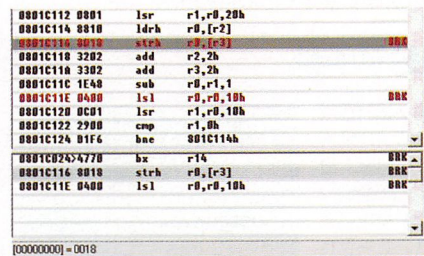 0801C112 0801 lsr r1,r0,20h
0801C114 8810 ldrh r0,[r2]
0801C116 8018 strh r0,[r3] BRK
0801C118 3202 add r2,2h
0801C11A 3302 add r3,2h
0801C11C 1E48 sub r0,r1,1
0801C11E 0400 lsl r0,r0,10h BRK
0801C120 0C01 lsr r1,r0,10h
0801C122 2900 cmp r1,0h
0801C124 D1F6 bne 801C114h
0801C024>4770 bx r14 BRK
0801C116 8018 strh r0,[r3] BRK
0801C11E 0400 lsl r0,r0,10h BRK
[00000000]=0018